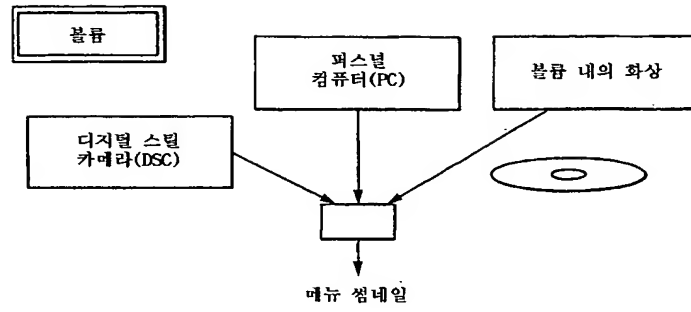 볼륨
퍼스널
컴퓨터(PC)
볼륨 내의 화상
디지털 스틸
카메라(DSC)
메뉴 썸네일